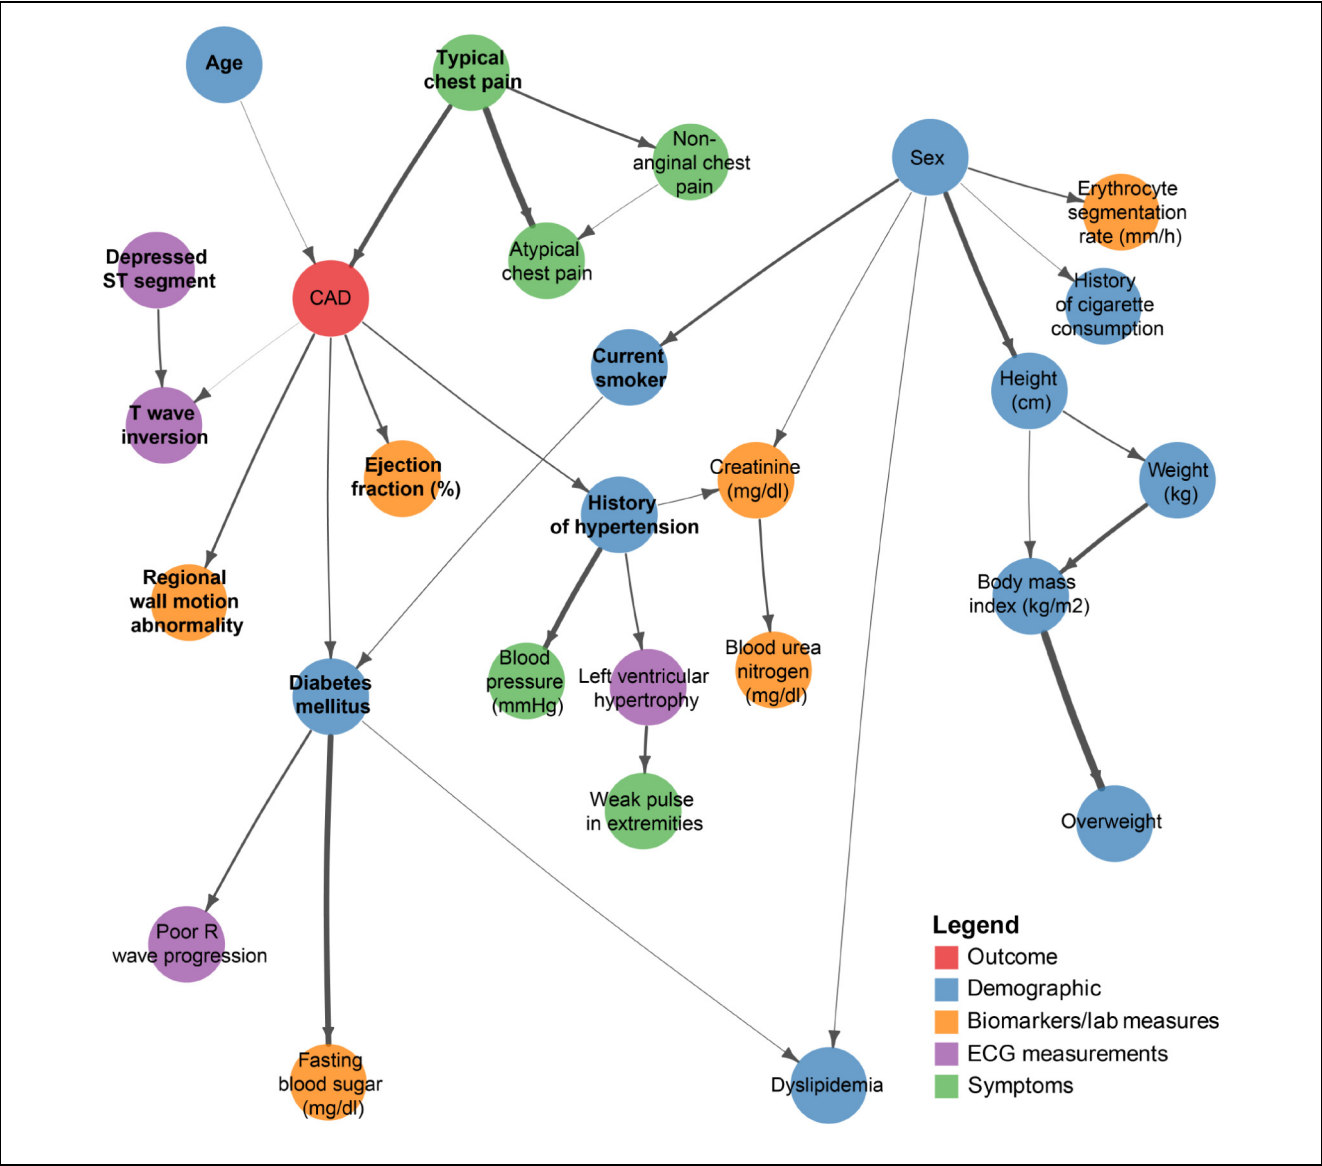 Age
Typical
chest pain
Non-
anginal chest
pain
Sex
Erythrocyte
segmentation
rate (mm/h)
Depressed
ST segment
Atypical
chest pain
CAD
History
of cigarette
consumption
Current
smoker
Height
(cm)
T wave
inversion
Ejection
fraction (%)
Creatinine
(mg/dl)
Weight
(kg)
History
of hypertension
Regional
wall motion
abnormality
Body mass
index (kg/m2)
Diabetes
mellitus
Blood
pressure
(mmHg)
Left ventricular
hypertrophy
Blood urea
nitrogen
(mg/dl)
Weak pulse
in extremities
Overweight
Poor R
wave progression
Fasting
blood sugar
(mg/dl)
Dyslipidemia
Legend
Outcome
Demographic
Biomarkers/lab measures
ECG measurements
Symptoms